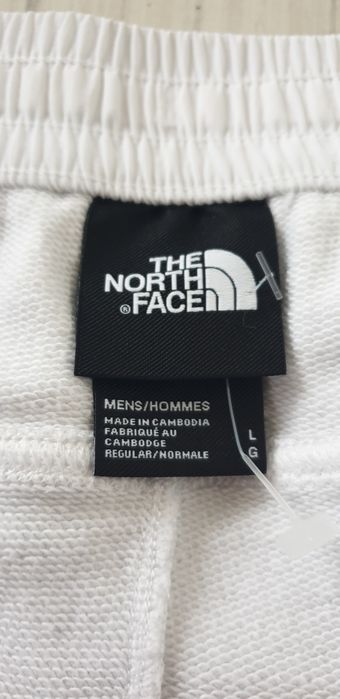 THE
NORTH
®FACE
MENS/HOMMES
MADE IN CAMBODIA
FABRIQUÉ AU
CAMBODGE
REGULAR/NORMALE
L
G